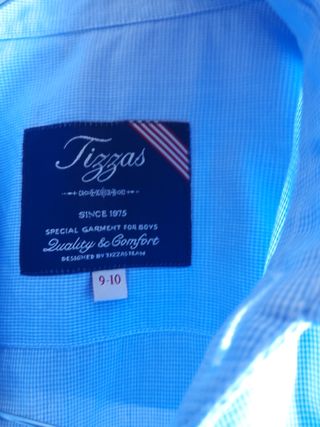 Tizzas
SINCE 1975
SPECIAL GARMENT FOR BOYS
Quality & Comfort
DESIGNED BY TIZZASTEAM
9-10